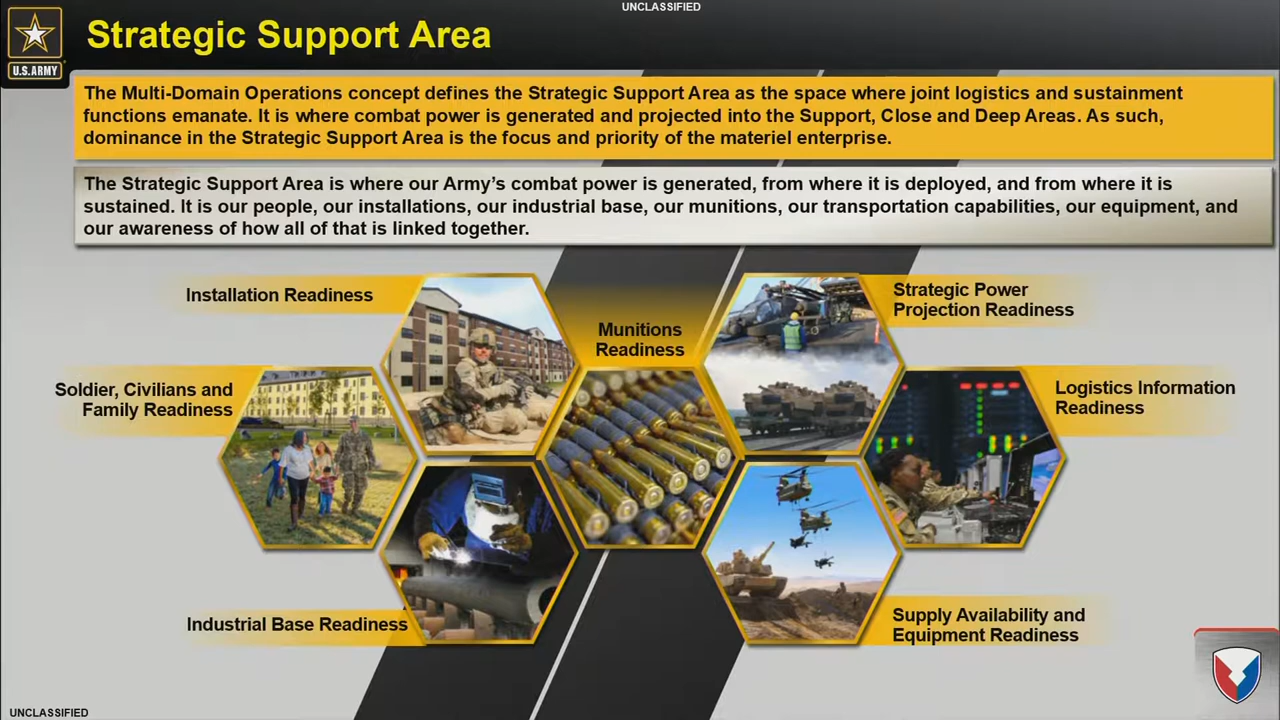 UNCLASSIFIED
Strategic Support Area
U.S.ARMY
The Multi-Domain Operations concept defines the Strategic Support Area as the space where joint logistics and sustainment
functions emanate. It is where combat power is generated and projected into the Support, Close and Deep Areas. As such,
dominance in the Strategic Support Area is the focus and priority of the materiel enterprise.
The Strategic Support Area is where our Army's combat power is generated, from where it is deployed, and from where it is
sustained. It is our people, our installations, our industrial base, our munitions, our transportation capabilities, our equipment, and
our awareness of how all of that is linked together.
Installation Readiness
Strategic Power
Projection Readiness
Munitions
Readiness
Soldier, Civilians and
Family Readiness
Logistics Information
Readiness
Industrial Base Readiness
Supply Availability and
Equipment Readiness
UNCLASSIFIED